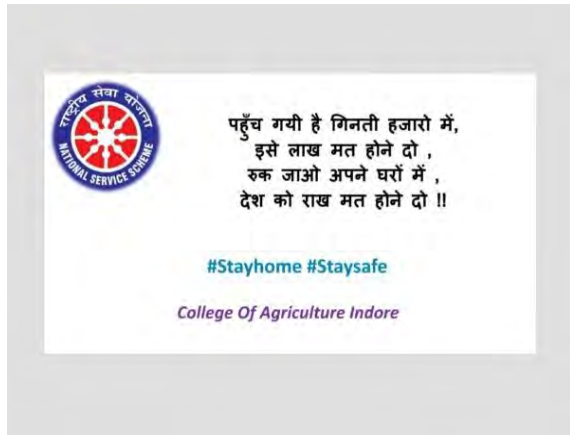 राष्ट्रीय सेवा योजना
NATIONAL SERVICE SCHEME
पहुँच गयी है गिनती हजारो में,
इसे लाख मत होने दो ,
रुक जाओ अपने घरों में ,
देश को राख मत होने दो !!
#Stayhome #Staysafe
College Of Agriculture Indore